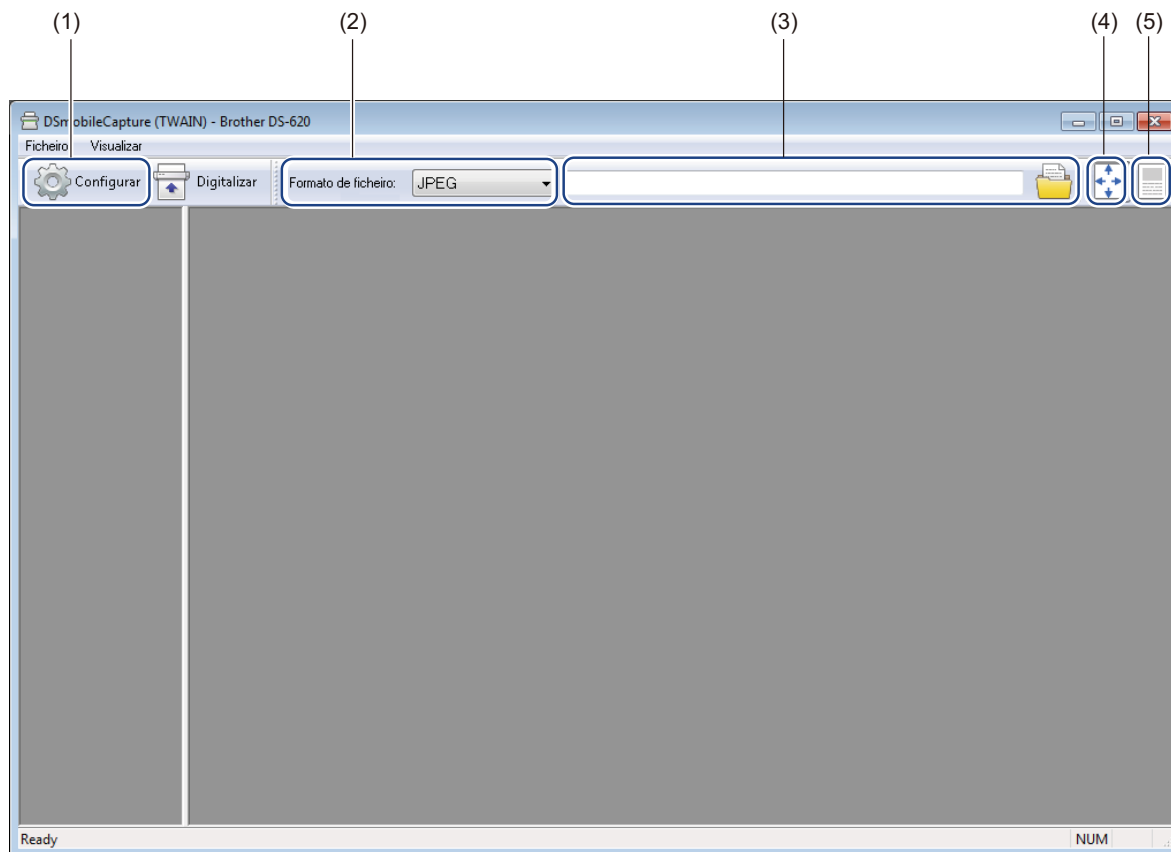 (1) (2) (3) (4) (5)
DSmobileCapture (TWAIN) - Brother DS-620
Ficheiro Visualizar
Configurar Digitalizar Formato de ficheiro: JPEG
Ready NUM